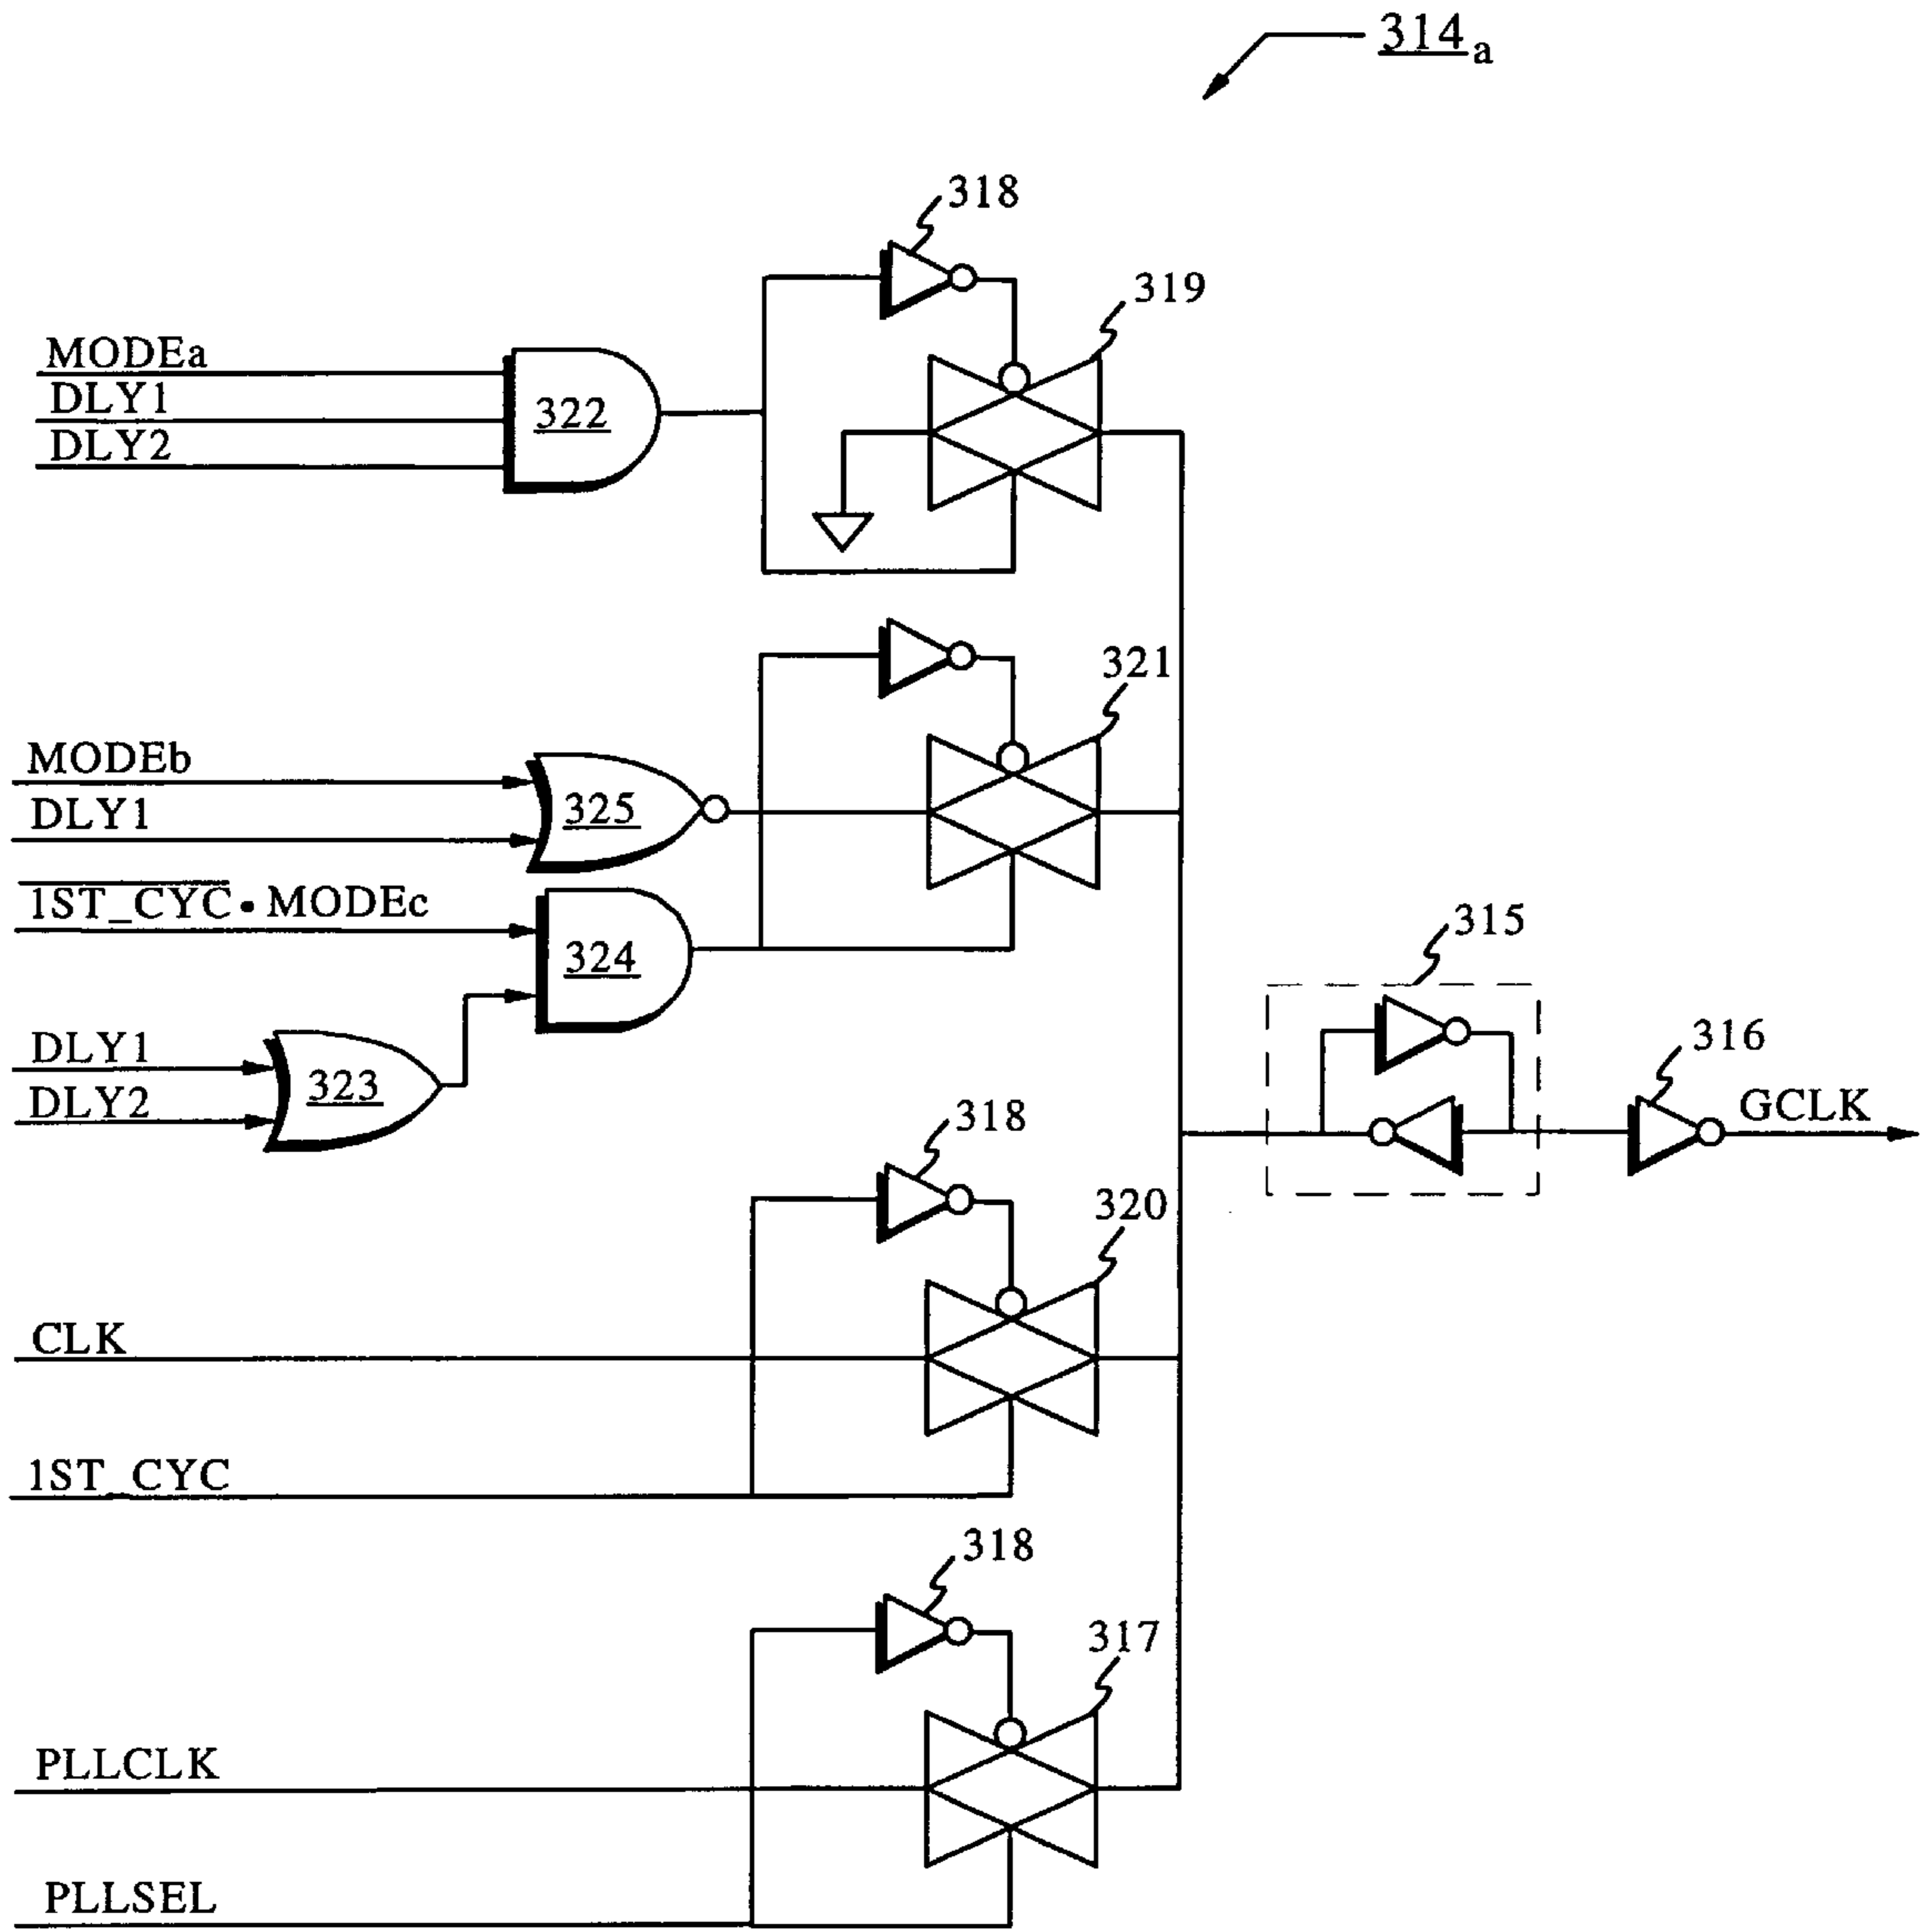 314a
318
319
MODEa
DLY1
DLY2
322
321
MODEb
DLY1
325
1ST_CYC•MODEc
324
315
DLY1
DLY2
323
316
GCLK
318
320
CLK
1ST_CYC
318
317
PLLCLK
PLLSEL